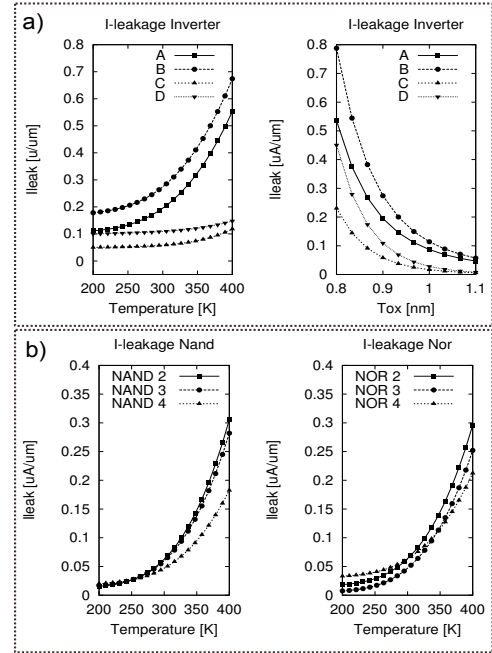 a)
I-leakage Inverter
Ileak [u/um]
0.8
0.7
0.6
0.5
0.4
0.3
0.2
0.1
0
A
B
C
D
200 250 300 350 400
Temperature [K]
I-leakage Inverter
Ileak [uA/um]
0.8
0.7
0.6
0.5
0.4
0.3
0.2
0.1
0
A
B
C
D
0.8 0.9 1 1.1
Tox [nm]
b)
I-leakage Nand
Ileak [uA/um]
0.4
0.35
0.3
0.25
0.2
0.15
0.1
0.05
0
NAND 2
NAND 3
NAND 4
200 250 300 350 400
Temperature [K]
I-leakage Nor
Ileak [uA/um]
0.4
0.35
0.3
0.25
0.2
0.15
0.1
0.05
0
NOR 2
NOR 3
NOR 4
200 250 300 350 400
Temperature [K]